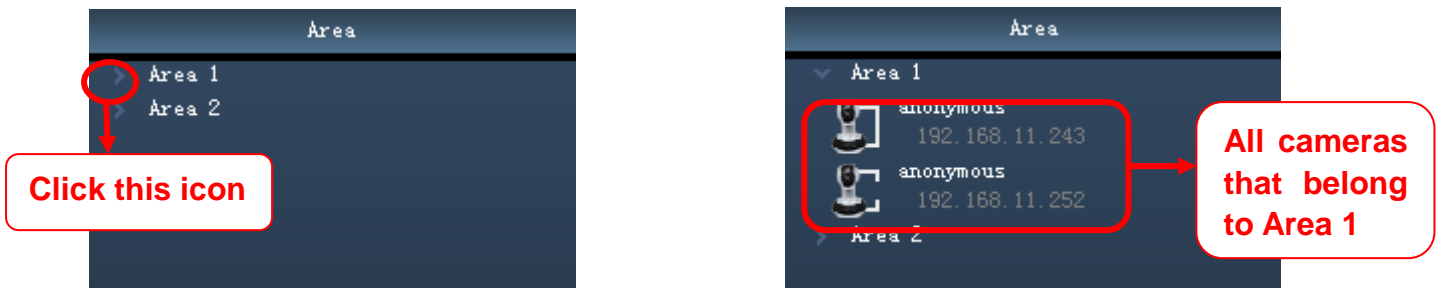 Area
Area 1
Area 2
Click this icon
Area
Area 1
anonymous
192.168.11.243
anonymous
192.168.11.252
Area 2
All cameras
that belong
to Area 1